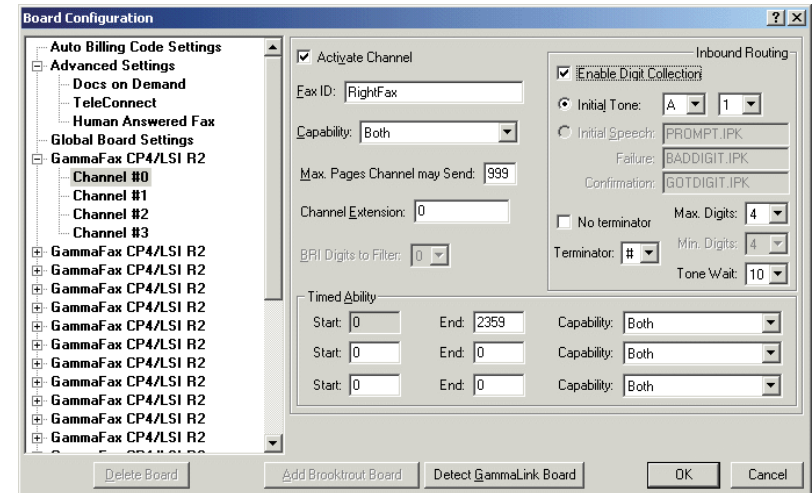 Board Configuration
Auto Billing Code Settings
Advanced Settings
Docs on Demand
TeleConnect
Human Answered Fax
Global Board Settings
GammaFax CP4/LSI R2
Channel #0
Channel #1
Channel #2
Channel #3
GammaFax CP4/LSI R2
GammaFax CP4/LSI R2
GammaFax CP4/LSI R2
GammaFax CP4/LSI R2
GammaFax CP4/LSI R2
GammaFax CP4/LSI R2
GammaFax CP4/LSI R2
GammaFax CP4/LSI R2
GammaFax CP4/LSI R2
GammaFax CP4/LSI R2
GammaFax CP4/LSI R2
Activate Channel
Fax ID: RightFax
Capability: Both
Max. Pages Channel may Send: 999
Channel Extension: 0
BRI Digits to Filter: 0
Inbound Routing
Enable Digit Collection
Initial Tone: A 1
Initial Speech: PROMPT.IPK
Failure: BADDIGIT.IPK
Confirmation: GOTDIGIT.IPK
No terminator Max. Digits: 4
Terminator: # Min. Digits: 4
Tone Wait: 10
Timed Ability
Start: 0 End: 2359 Capability: Both
Start: 0 End: 0 Capability: Both
Start: 0 End: 0 Capability: Both
Delete Board Add Brooktrout Board Detect GammaLink Board OK Cancel